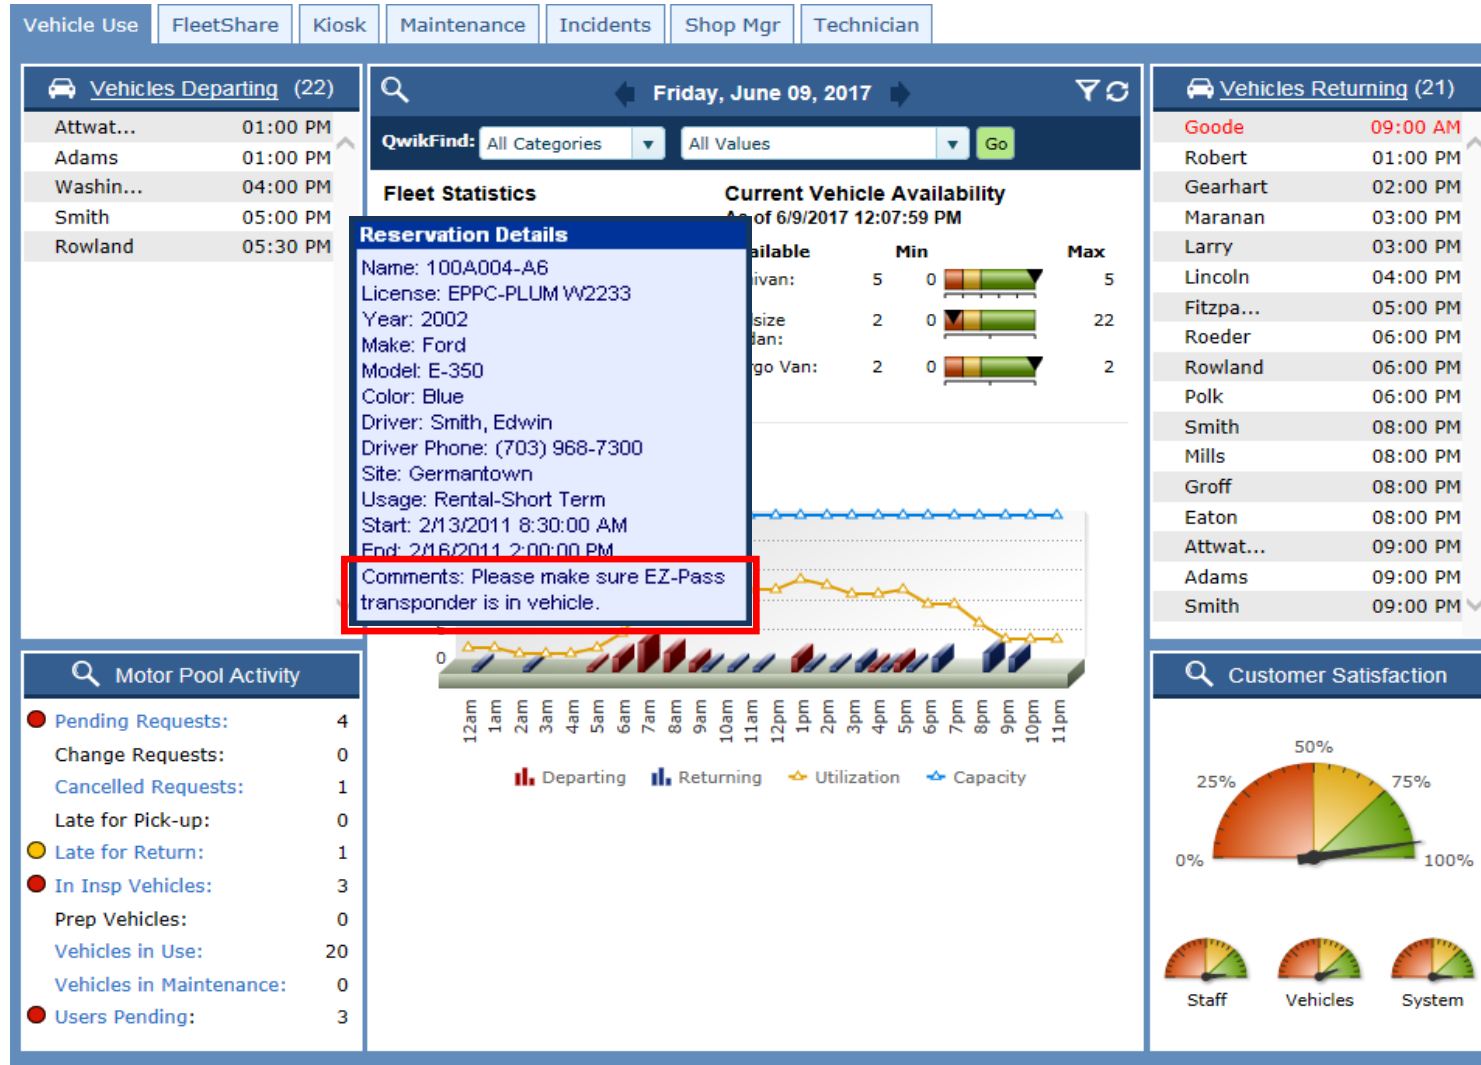 Vehicle Use FleetShare Kiosk Maintenance Incidents Shop Mgr Technician
Vehicles Departing (22)
Attwat... 01:00 PM
Adams 01:00 PM
Washin... 04:00 PM
Smith 05:00 PM
Rowland 05:30 PM
Motor Pool Activity
Pending Requests: 4
Change Requests: 0
Cancelled Requests: 1
Late for Pick-up: 0
Late for Return: 1
In Insp Vehicles: 3
Prep Vehicles: 0
Vehicles in Use: 20
Vehicles in Maintenance: 0
Users Pending: 3
Friday, June 09, 2017
QwikFind: All Categories All Values Go
Fleet Statistics
Current Vehicle Availability
As of 6/9/2017 12:07:59 PM
Min Max
5 0 5
2 0 22
Van: 2 0 2
Reservation Details
Name: 100A004-A6
License: EPPC-PLUM W2233
Year: 2002
Make: Ford
Model: E-350
Color: Blue
Driver: Smith, Edwin
Driver Phone: (703) 968-7300
Site: Germantown
Usage: Rental-Short Term
Start: 2/13/2011 8:30:00 AM
End: 2/16/2011 2:00:00 PM
Comments: Please make sure EZ-Pass
transponder is in vehicle.
0
12am 1am 2am 3am 4am 5am 6am 7am 8am 9am 10am 11am 12pm 1pm 2pm 3pm 4pm 5pm 6pm 7pm 8pm 9pm 10pm 11pm
Departing Returning Utilization Capacity
Vehicles Returning (21)
Goode 09:00 AM
Robert 01:00 PM
Gearhart 02:00 PM
Maranan 03:00 PM
Larry 03:00 PM
Lincoln 04:00 PM
Fitzpa... 05:00 PM
Roeder 06:00 PM
Rowland 06:00 PM
Polk 06:00 PM
Smith 08:00 PM
Mills 08:00 PM
Groff 08:00 PM
Eaton 08:00 PM
Attwat... 09:00 PM
Adams 09:00 PM
Smith 09:00 PM
Customer Satisfaction
50%
25% 75%
0% 100%
Staff Vehicles System